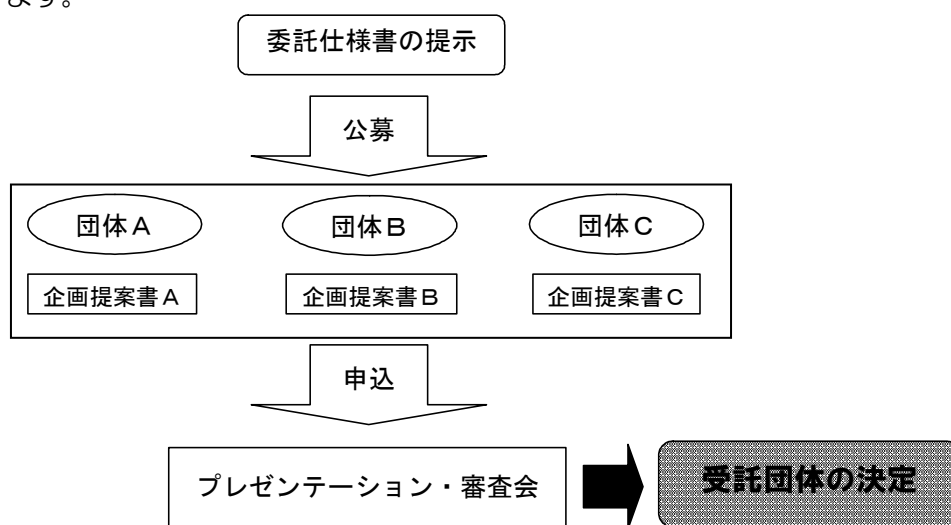 ます。
委託仕様書の提示
公募
団体A 団体B 団体C
企画提案書A 企画提案書B 企画提案書C
申込
プレゼンテーション・審査会
受託団体の決定